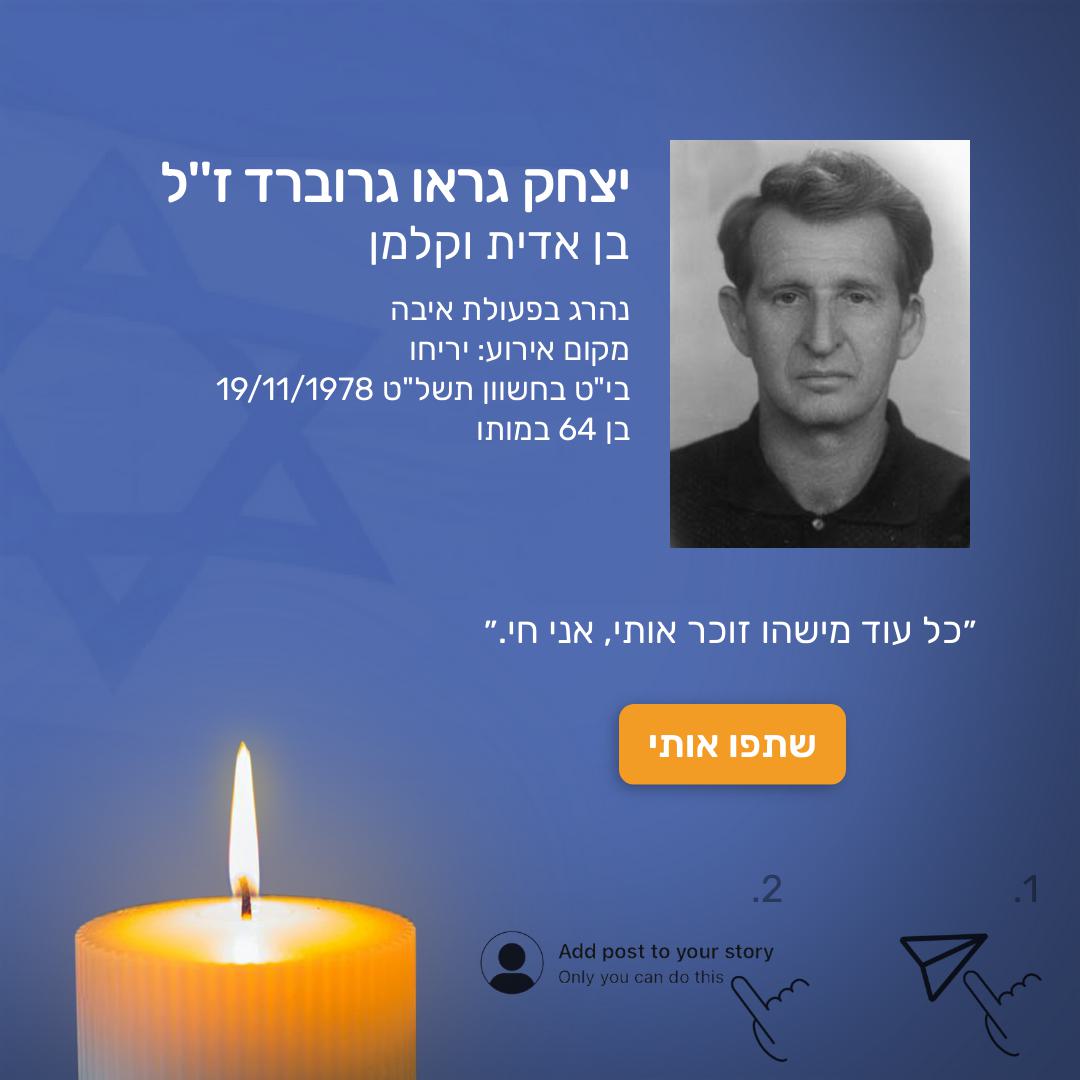 יצחק גראו גרוברד ז''ל
בן אדית וקלמן
נהרג בפעולת איבה
מקום אירוע: יריחו
בי"ט בחשוון תשל"ט 19/11/1978
בן 64 במותו
״כל עוד מישהו זוכר אותי, אני חי.״
שתפו אותי
.1
.2
Add post to your story
Only you can do this